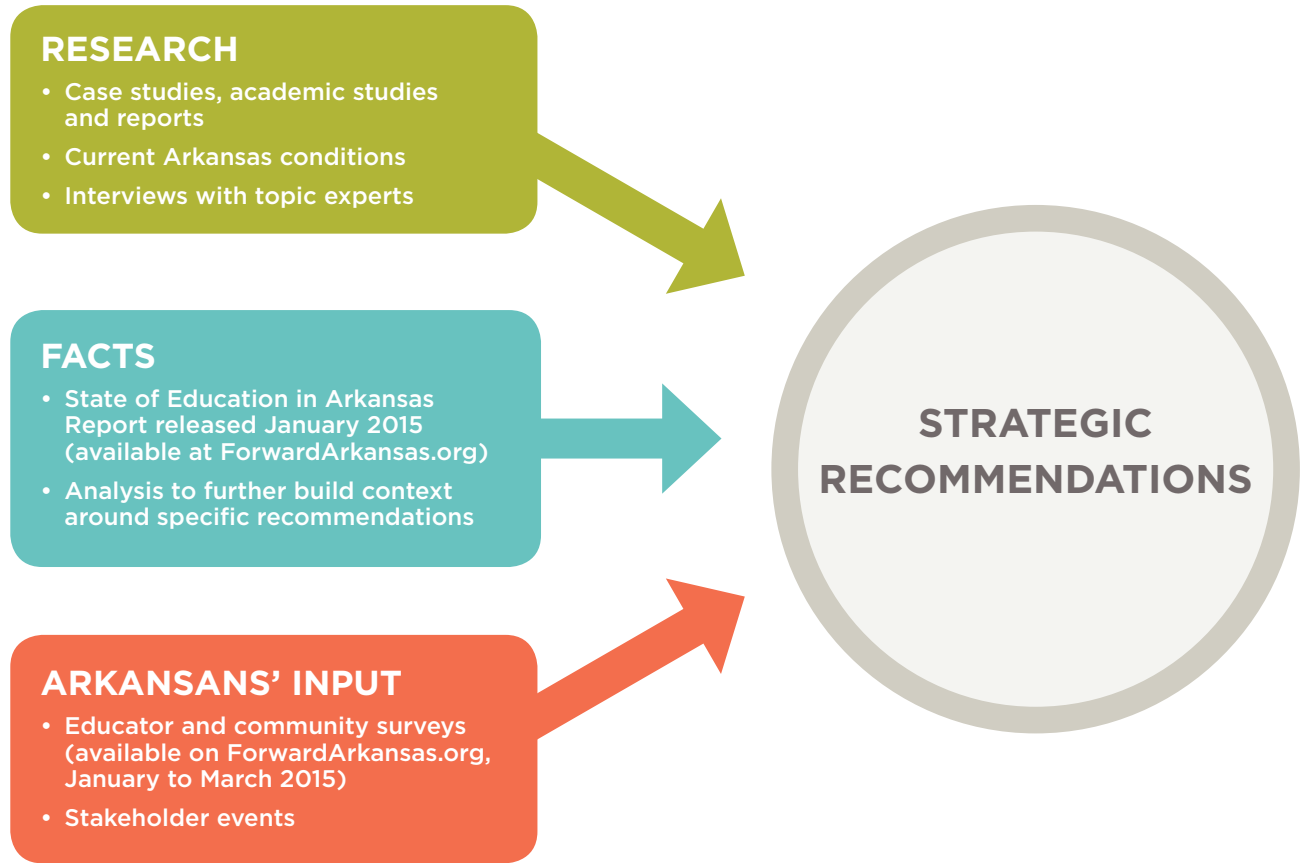 RESEARCH
• Case studies, academic studies
and reports
• Current Arkansas conditions
• Interviews with topic experts
FACTS
• State of Education in Arkansas
Report released January 2015
(available at ForwardArkansas.org)
• Analysis to further build context
around specific recommendations
ARKANSANS’ INPUT
• Educator and community surveys
(available on ForwardArkansas.org,
January to March 2015)
• Stakeholder events
STRATEGIC
RECOMMENDATIONS